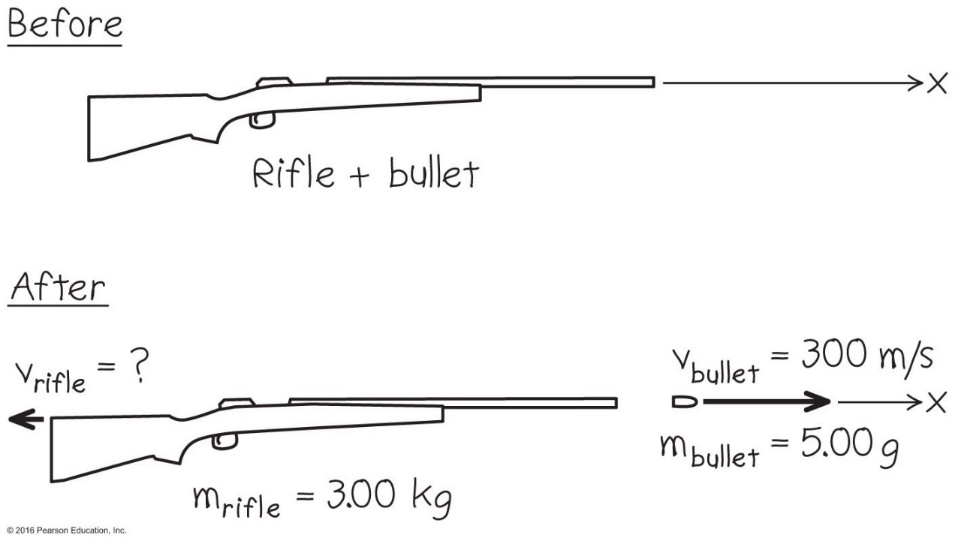 Before
X
Rifle + bullet
After
v_rifle = ?
v_bullet = 300 m/s
X
m_bullet = 5.00 g
m_rifle = 3.00 kg
© 2016 Pearson Education, Inc.